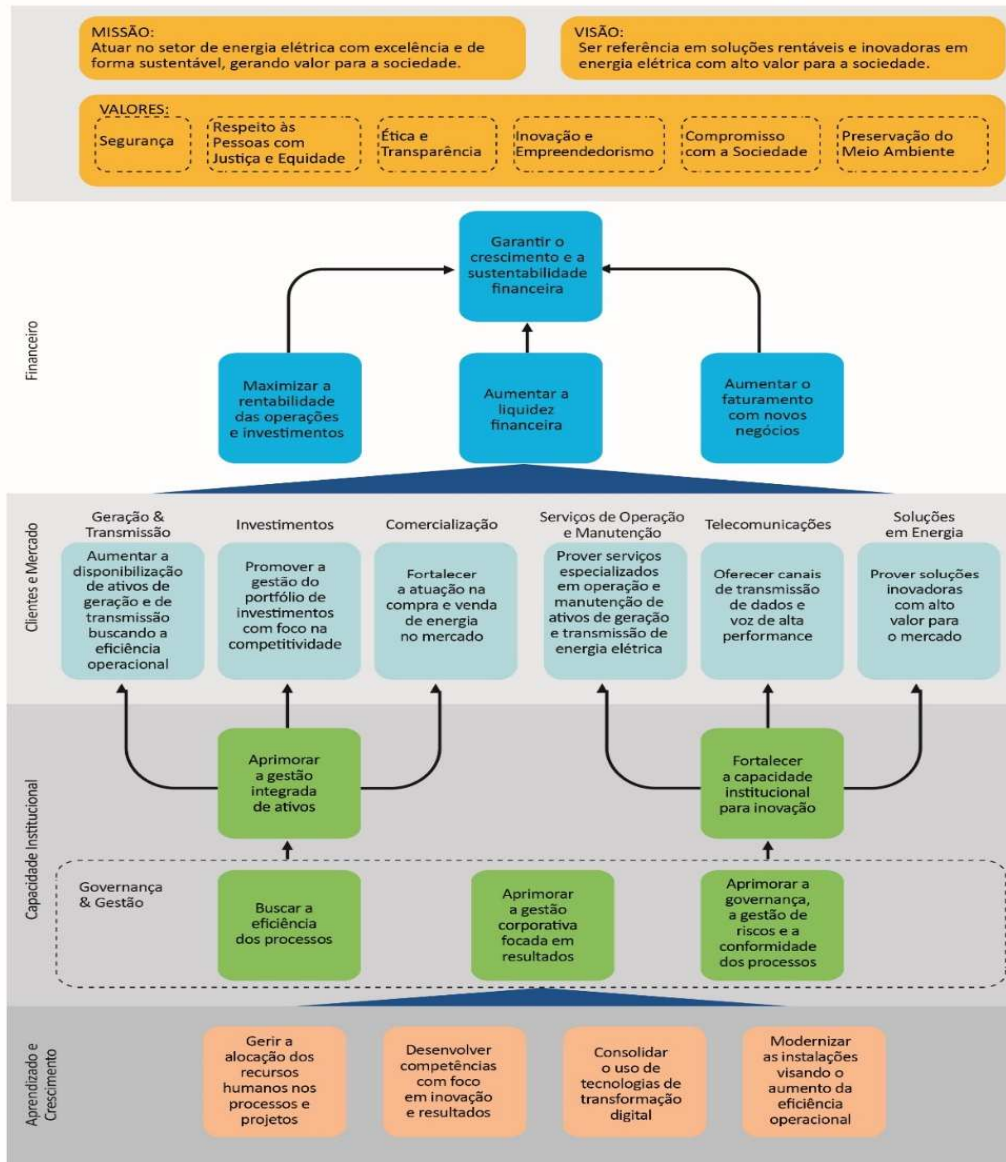 MISSÃO:
Atuar no setor de energia elétrica com excelência e de
forma sustentável, gerando valor para a sociedade.
VISÃO:
Ser referência em soluções rentáveis e inovadoras em
energia elétrica com alto valor para a sociedade.
VALORES:
Segurança
Respeito às
Pessoas com
Justiça e Equidade
Ética e
Transparência
Inovação e
Empreendedorismo
Compromisso
com a Sociedade
Preservação do
Meio Ambiente
Financeiro
Garantir o
crescimento e a
sustentabilidade
financeira
Maximizar a
rentabilidade
das operações
e investimentos
Aumentar a
liquidez
financeira
Aumentar o
faturamento
com novos
negócios
Clientes e Mercado
Geração &
Transmissão
Aumentar a
disponibilização
de ativos de
geração e de
transmissão
buscando a
eficiência
operacional
Investimentos
Promover a
gestão do
portfólio de
investimentos
com foco na
competitividade
Comercialização
Fortalecer
a atuação na
compra e venda
de energia
no mercado
Serviços de Operação
e Manutenção
Prover serviços
especializados
em operação e
manutenção de
ativos de geração
e transmissão de
energia elétrica
Telecomunicações
Oferecer canais
de transmissão
de dados e
voz de alta
performance
Soluções
em Energia
Prover soluções
inovadoras
com alto
valor para
o mercado
Capacidade Institucional
Aprimorar
a gestão
integrada
de ativos
Fortalecer
a capacidade
institucional
para inovação
Governança
& Gestão
Buscar a
eficiência
dos processos
Aprimorar
a gestão
corporativa
focada em
resultados
Aprimorar a
governança,
a gestão de
riscos e a
conformidade
dos processos
Aprendizado e
Crescimento
Gerir a
alocação dos
recursos
humanos nos
processos e
projetos
Desenvolver
competências
com foco
em inovação
e resultados
Consolidar
o uso de
tecnologias de
transformação
digital
Modernizar
as instalações
visando o
aumento da
eficiência
operacional